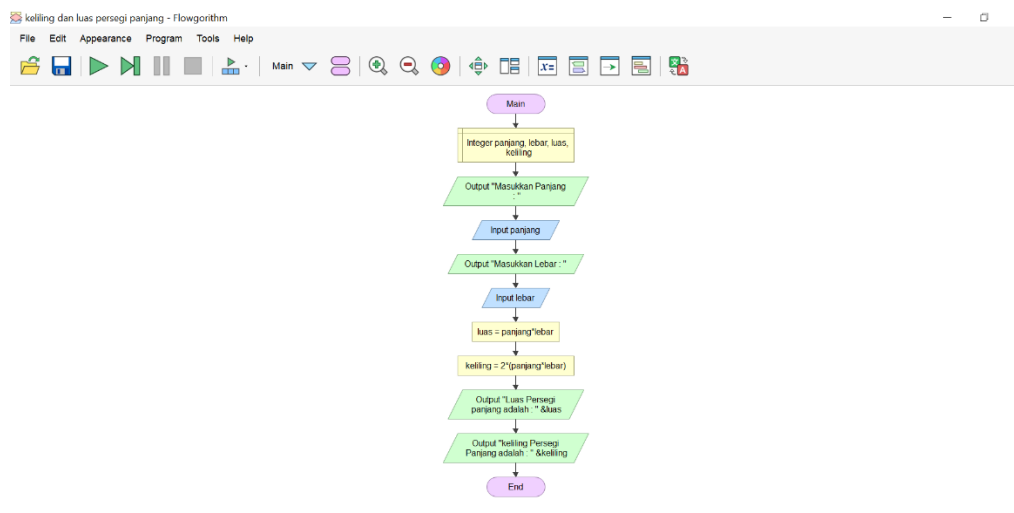 keliling dan luas persegi panjang - Flowgorithm
File Edit Appearance Program Tools Help
Main
Main
Integer panjang, lebar, luas,
keliling
Output "Masukkan Panjang
: "
Input panjang
Output "Masukkan Lebar : "
Input lebar
luas = panjang*lebar
keliling = 2*(panjang*lebar)
Output "Luas Persegi
panjang adalah : " &luas
Output "keliling Persegi
Panjang adalah : " &keliling
End